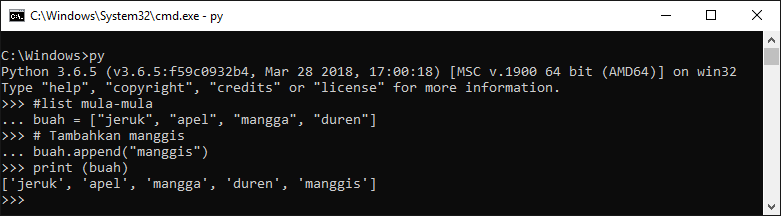 C:\Windows\System32\cmd.exe - py
C:\Windows>py
Python 3.6.5 (v3.6.5:f59c0932b4, Mar 28 2018, 17:00:18) [MSC v.1900 64 bit (AMD64)] on win32
Type "help", "copyright", "credits" or "license" for more information.
>>> #list mula-mula
... buah = ["jeruk", "apel", "mangga", "duren"]
>>> # Tambahkan manggis
... buah.append("manggis")
>>> print (buah)
['jeruk', 'apel', 'mangga', 'duren', 'manggis']
>>>